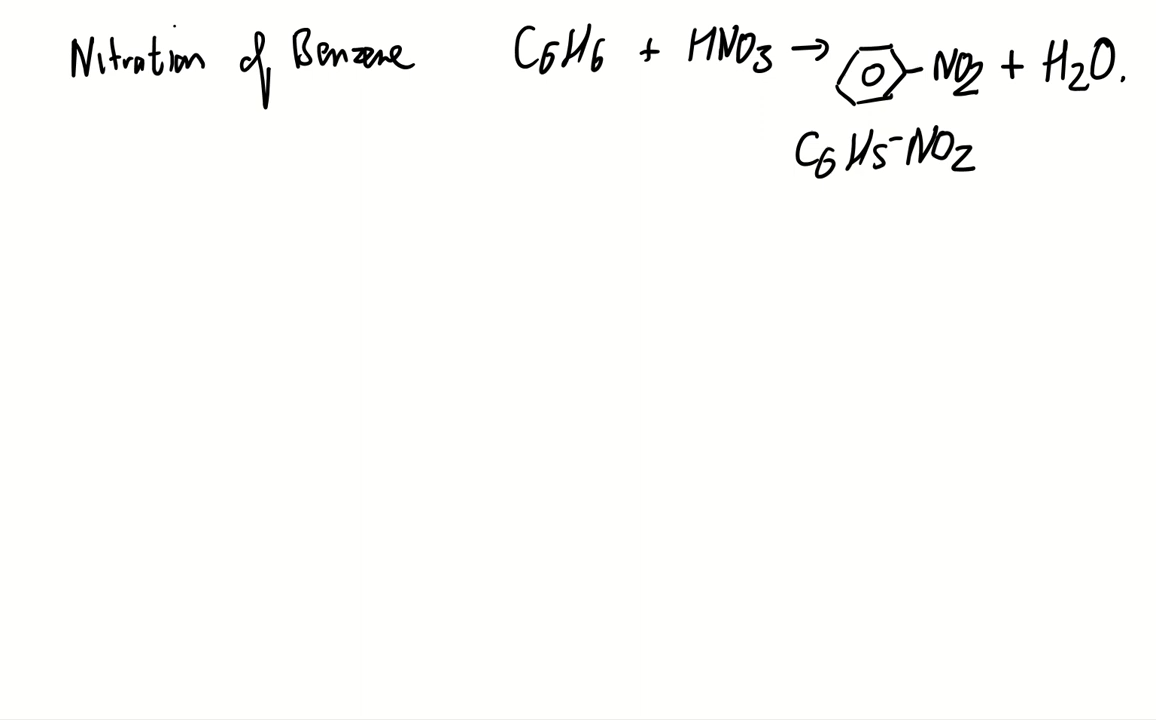 Nitration of Benzene C6H6 + HNO3 → -NO2 + H2O.
C6H5-NO2